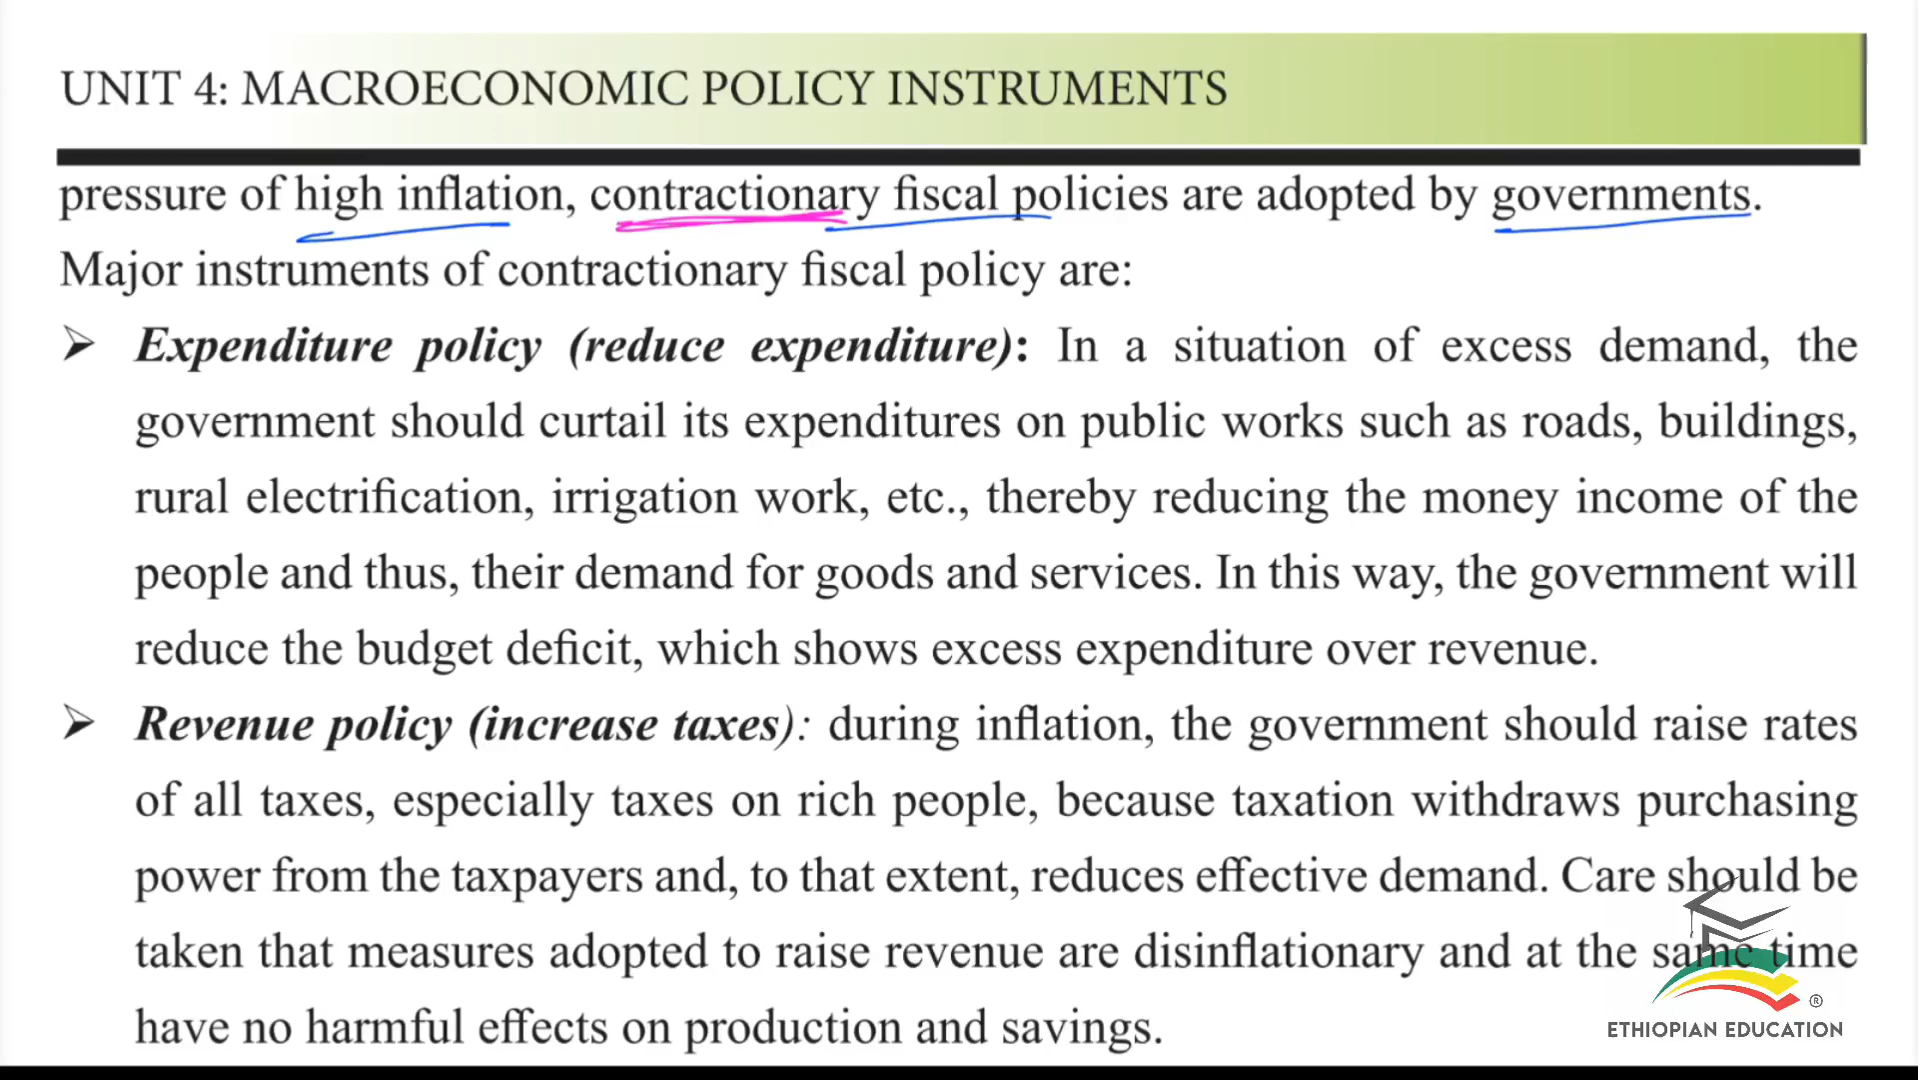 UNIT 4: MACROECONOMIC POLICY INSTRUMENTS
pressure of high inflation, contractionary fiscal policies are adopted by governments.
Major instruments of contractionary fiscal policy are:
➢ Expenditure policy (reduce expenditure): In a situation of excess demand, the
government should curtail its expenditures on public works such as roads, buildings,
rural electrification, irrigation work, etc., thereby reducing the money income of the
people and thus, their demand for goods and services. In this way, the government will
reduce the budget deficit, which shows excess expenditure over revenue.
➢ Revenue policy (increase taxes): during inflation, the government should raise rates
of all taxes, especially taxes on rich people, because taxation withdraws purchasing
power from the taxpayers and, to that extent, reduces effective demand. Care should be
taken that measures adopted to raise revenue are disinflationary and at the same time
have no harmful effects on production and savings.
®
ETHIOPIAN EDUCATION